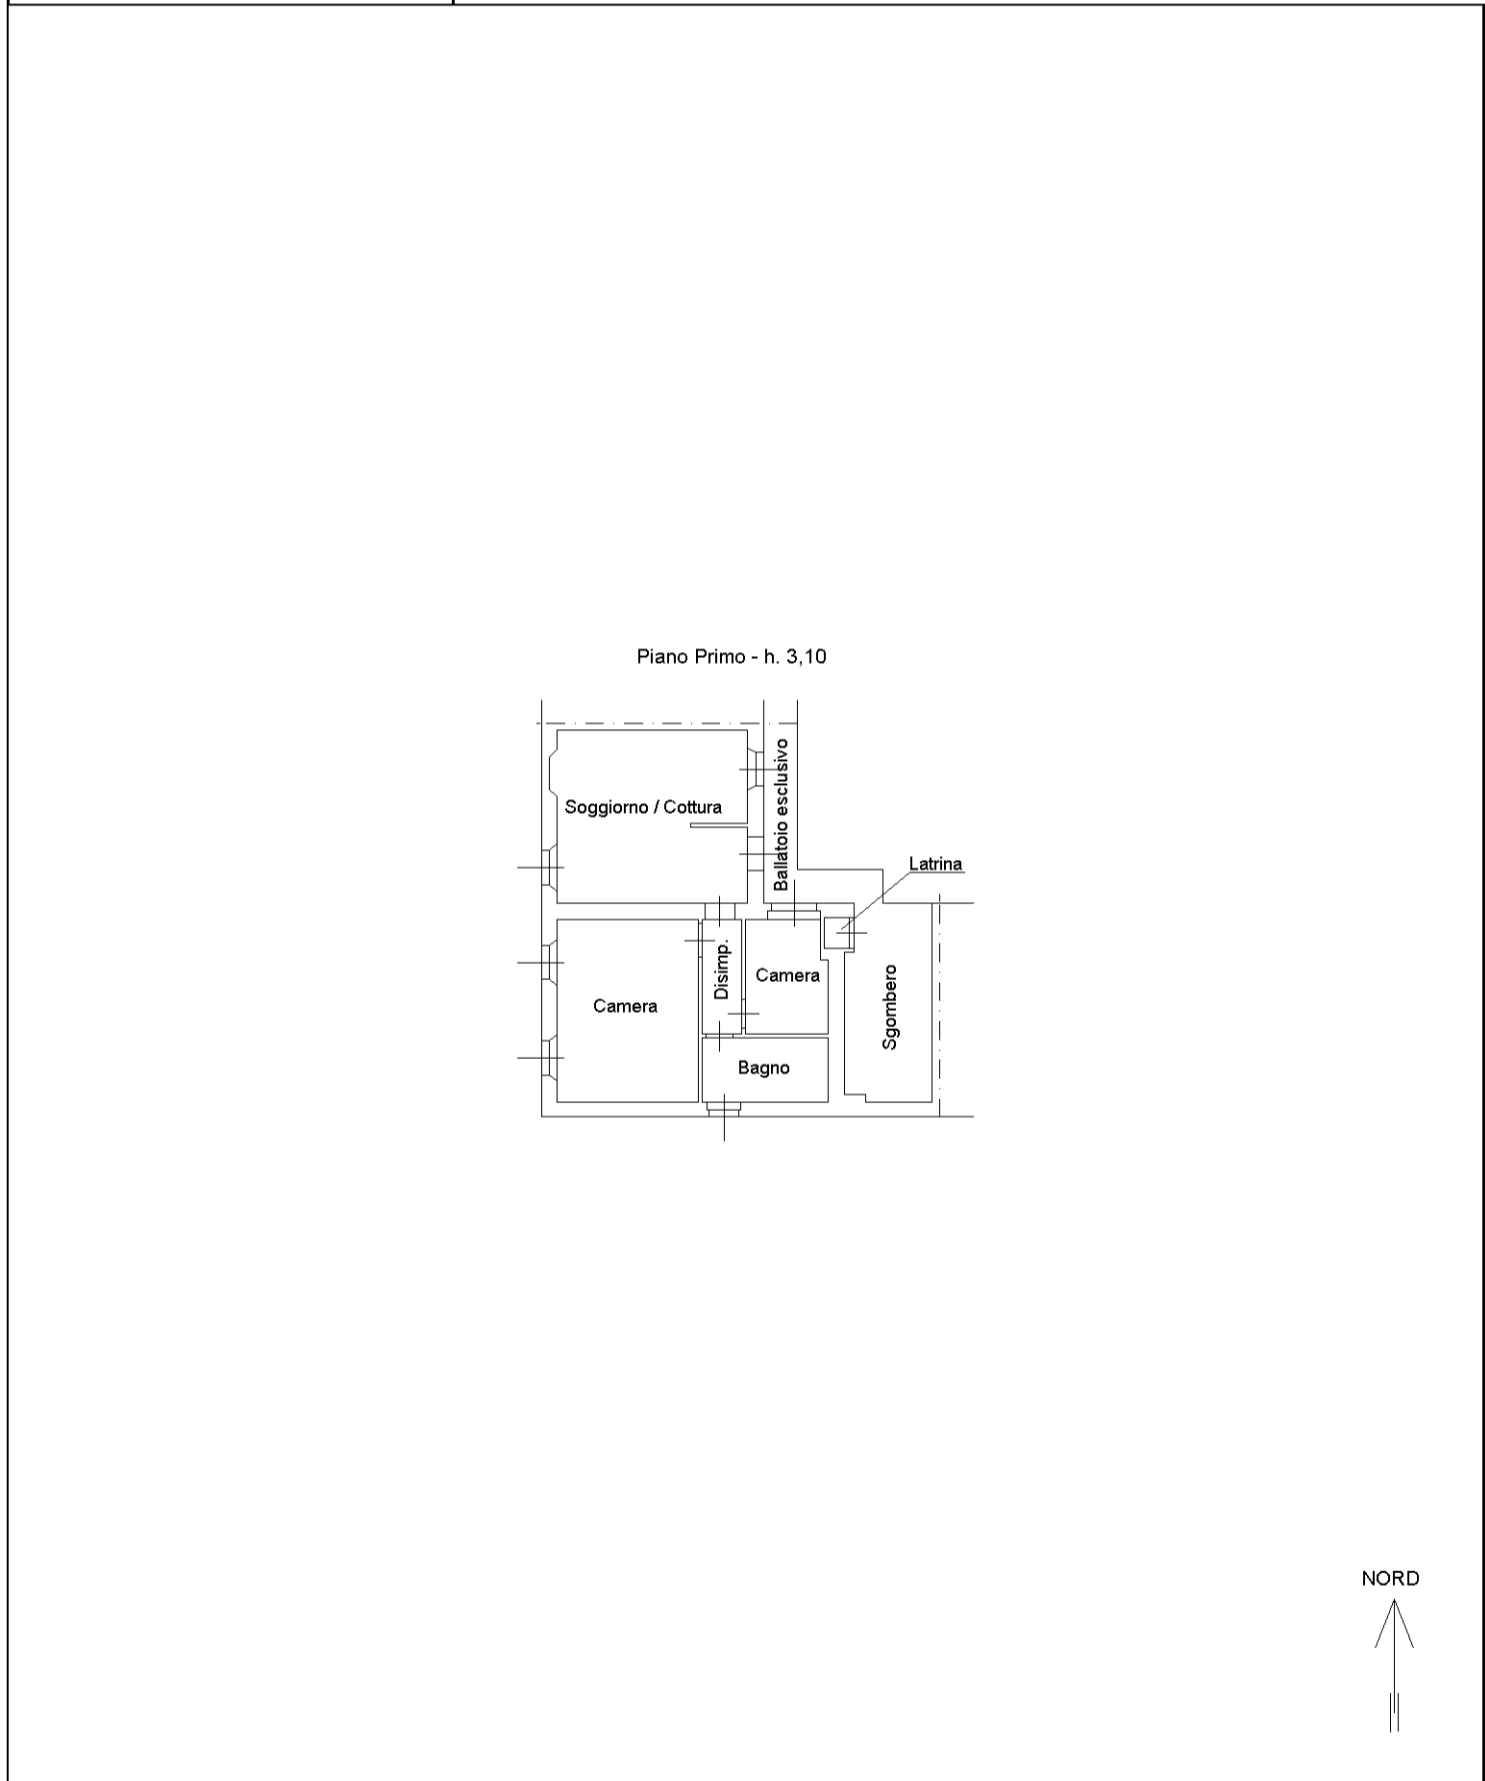 Piano Primo - h. 3,10
Ballatoio esclusivo
Soggiorno / Cottura
Latrina
Disimp.
Camera
Sgombero
Camera
Bagno
NORD